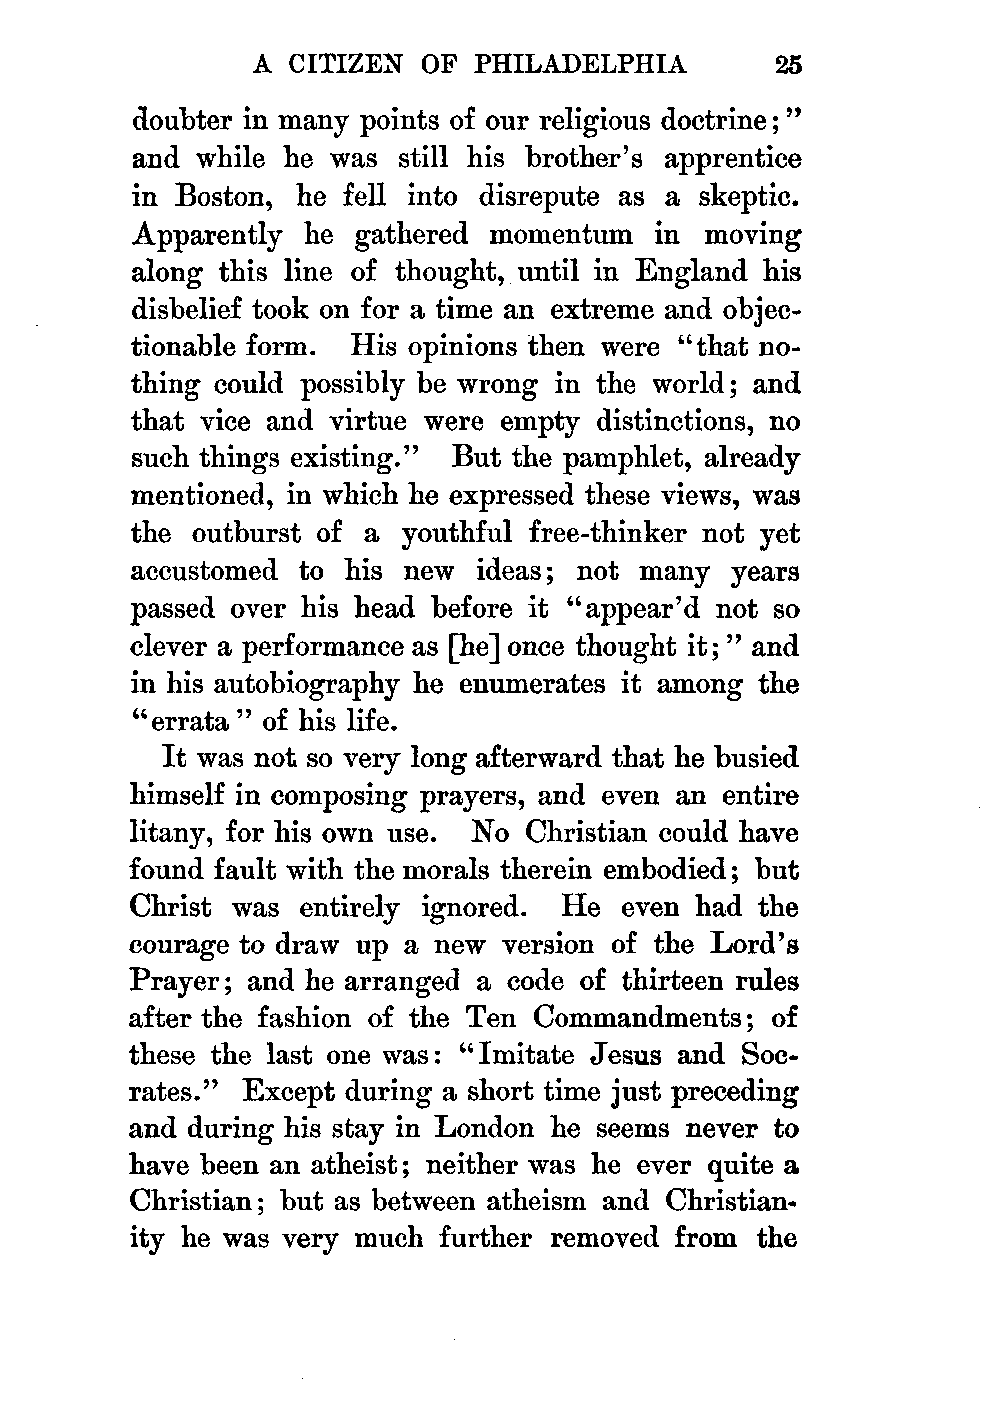 A CITIZEN OF PHILADELPHIA 25
doubter in many points of our religious doctrine;"
and while he was still his brother's apprentice
in Boston, he fell into disrepute as a skeptic.
Apparently he gathered momentum in moving
along this line of thought, until in England his
disbelief took on for a time an extreme and objec-
tionable form. His opinions then were "that no-
thing could possibly be wrong in the world; and
that vice and virtue were empty distinctions, no
such things existing." But the pamphlet, already
mentioned, in which he expressed these views, was
the outburst of a youthful free-thinker not yet
accustomed to his new ideas; not many years
passed over his head before it "appear'd not so
clever a performance as [he] once thought it;" and
in his autobiography he enumerates it among the
"errata" of his life.
It was not so very long afterward that he busied
himself in composing prayers, and even an entire
litany, for his own use. No Christian could have
found fault with the morals therein embodied; but
Christ was entirely ignored. He even had the
courage to draw up a new version of the Lord's
Prayer; and he arranged a code of thirteen rules
after the fashion of the Ten Commandments; of
these the last one was: "Imitate Jesus and Soc-
rates." Except during a short time just preceding
and during his stay in London he seems never to
have been an atheist; neither was he ever quite a
Christian; but as between atheism and Christian-
ity he was very much further removed from the